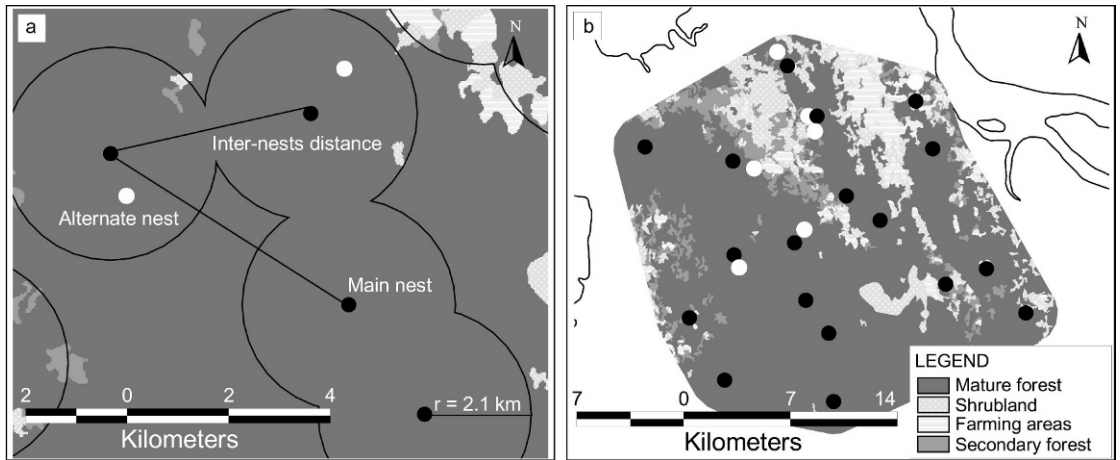 a
N
Inter-nests distance
Alternate nest
Main nest
r = 2.1 km
2 0 2 4
Kilometers
b
N
LEGEND
Mature forest
Shrubland
Farming areas
Secondary forest
7 0 7 14
Kilometers